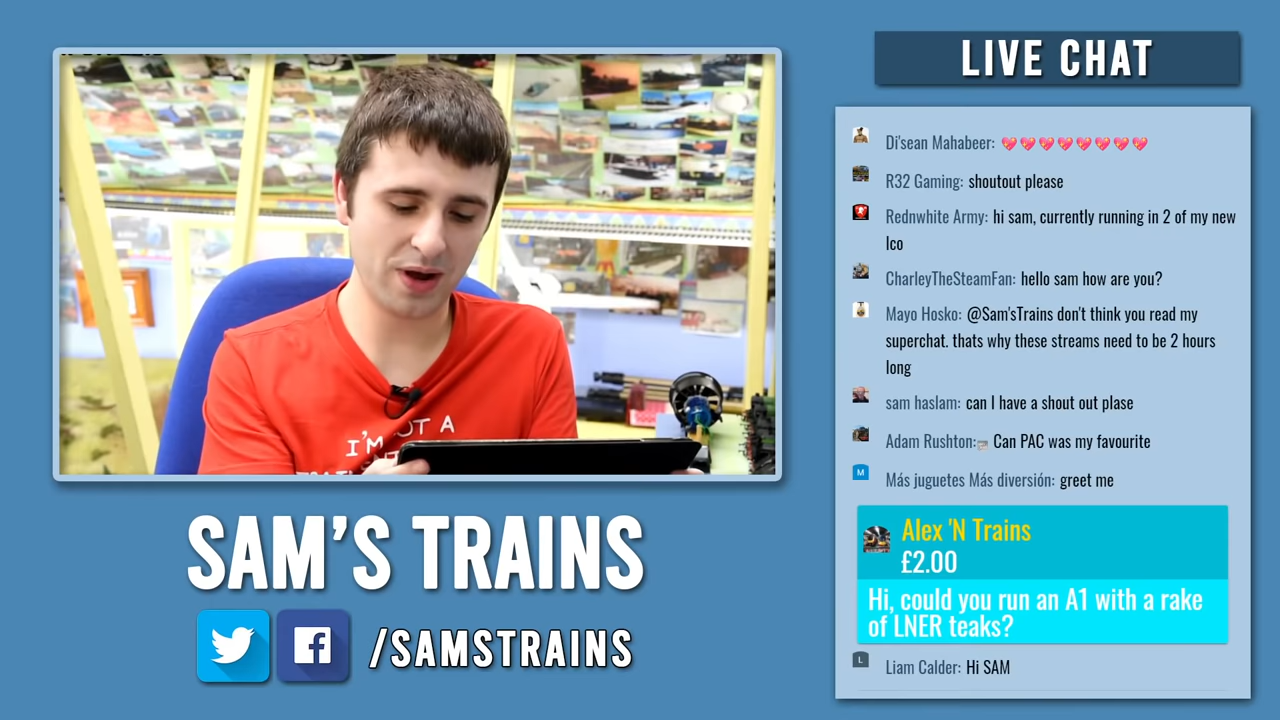 LIVE CHAT
Di'sean Mahabeer: 💖💖💖💖💖💖💖💖
R32 Gaming: shoutout please
Rednwhite Army: hi sam, currently running in 2 of my new
lco
CharleyTheSteamFan: hello sam how are you?
Mayo Hosko: @Sam'sTrains don't think you read my
superchat. thats why these streams need to be 2 hours
long
sam haslam: can I have a shout out plase
Adam Rushton: Can PAC was my favourite
M
Más juguetes Más diversión: greet me
Alex 'N Trains
£2.00
Hi, could you run an A1 with a rake
of LNER teaks?
L
Liam Calder: Hi SAM
I'M NOT A
SAM'S TRAINS
/SAMSTRAINS